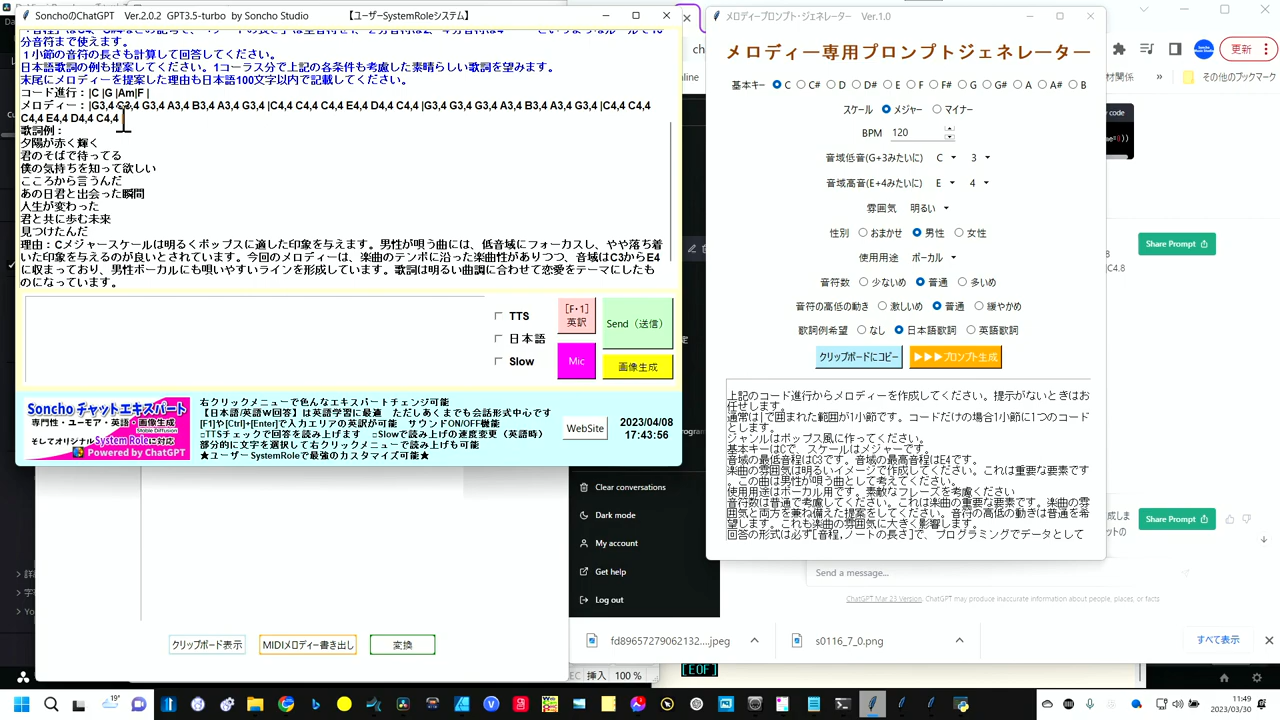 SonchoのChatGPT Ver.2.0.2 GPT3.5-turbo by Soncho Studio 【ユーザーSystemRoleシステム】
分音符まで使えます。
1小節の音符の長さも計算して回答してください。
日本語歌詞の例も提案してください。1コーラス分で上記の各条件も考慮した素晴らしい歌詞を望みます。
末尾にメロディーを提案した理由も日本語100文字以内で記載してください。
コード進行：|C |G |Am|F |
メロディー：|G3,4 G3,4 G3,4 A3,4 B3,4 A3,4 G3,4 |C4,4 C4,4 C4,4 E4,4 D4,4 C4,4 |G3,4 G3,4 G3,4 A3,4 B3,4 A3,4 G3,4 |C4,4 C4,4
C4,4 E4,4 D4,4 C4,4
歌詞例：
夕陽が赤く輝く
君のそばで待ってる
僕の気持ちを知って欲しい
こころから言うんだ
あの日君と出会った瞬間
人生が変わった
君と共に歩む未来
見つけたんだ
理由：Cメジャースケールは明るくポップスに適した印象を与えます。男性が唄う曲には、低音域にフォーカスし、やや落ち着
いた印象を与えるのが良いとされています。今回のメロディーは、楽曲のテンポに沿った楽曲性がありつつ、音域はC3からE4
に収まっており、男性ボーカルにも唄いやすいラインを形成しています。歌詞は明るい曲調に合わせて恋愛をテーマにしたも
のになっています。
TTS
日本語
Slow
[F・1]
英訳
Send（送信）
Mic
画像生成
Soncho チャットエキスパート
専門性・ユーモア・英語・画像生成
そしてオリジナル System Roleに対応
Powered by ChatGPT
右クリックメニューで色んなエキスパートチェンジ可能
【日本語/英語W回答】は英語学習に最適 ただしあくまでも会話形式中心です
[F1]や[Ctrl]+[Enter]で入力エリアの英訳が可能 サウンドON/OFF機能
□TTSチェックで回答を読み上げます □Slowで読み上げの速度変更（英語時）
部分的に文字を選択して右クリックメニューで読み上げも可能
★ユーザーSystemRoleで最強のカスタマイズ可能★
WebSite
2023/04/08
17:43:56
クリップボード表示
MIDIメロディー書き出し
変換
Clear conversations
Dark mode
My account
Get help
Log out
メロディープロンプト・ジェネレーター Ver.1.0
メロディー専用プロンプトジェネレーター
基本キー C C# D D# E F F# G G# A A# B
スケール メジャー マイナー
BPM 120
音域低音(G+3みたいに) C 3
音域高音(E+4みたいに) E 4
雰囲気 明るい
性別 おまかせ 男性 女性
使用用途 ボーカル
音符数 少ないめ 普通 多いめ
音符の高低の動き 激しいめ 普通 緩やかめ
歌詞例希望 なし 日本語歌詞 英語歌詞
クリップボードにコピー
▶▶▶プロンプト生成
上記のコード進行からメロディーを作成してください。提示がないときはお
任せします。
通常は|で囲まれた範囲が1小節です。コードだけの場合1小節に1つのコード
とします。
ジャンルはポップス風に作ってください。
基本キーはCで、スケールはメジャーです。
音域の最低音程はC3です。音域の最高音程はE4です。
楽曲の雰囲気は明るいイメージで作成してください。これは重要な要素です
。この曲は男性が唄う曲として考えてください。
使用用途はボーカル用です。素敵なフレーズを考慮ください
音符数は普通で考慮してください。これは楽曲の重要な要素です。楽曲の雰
囲気と両方を兼ね備えた提案をしてください。音符の高低の動きは普通を希
望します。これも楽曲の雰囲気に大きく影響します。
回答の形式は必ず[音程,ノートの長さ]で、プログラミングでデータとして
更新
その他のブックマーク
Share Prompt
Share Prompt
Send a message...
ChatGPT Mar 23 Version. ChatGPT may produce inaccurate information about people, places, or facts
fd89657279062132....jpeg
s0116_7_0.png
すべて表示
[EOF]
挿入 100 %
19°
11:49
2023/03/30